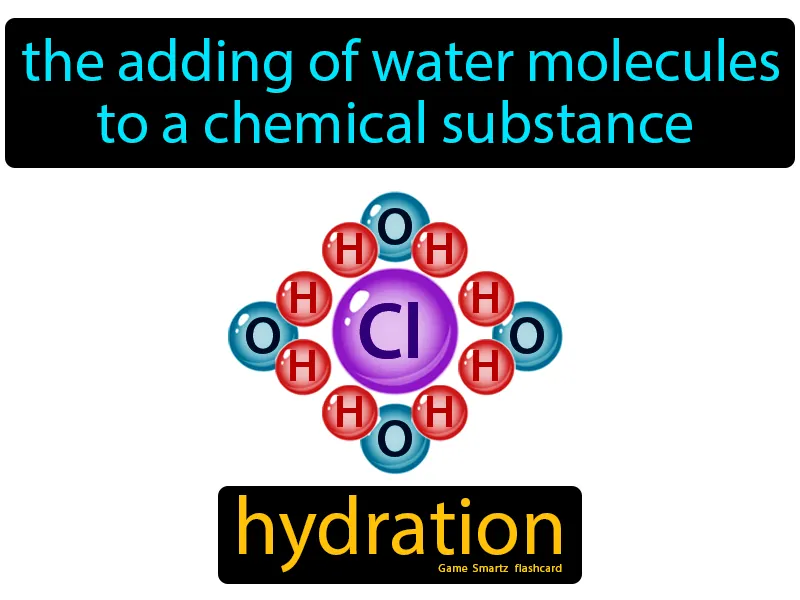 the adding of water molecules
to a chemical substance
O
H H
H H
O Cl O
H H
H H
O
hydration
Game Smartz flashcard